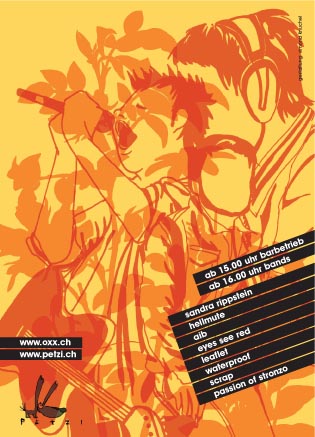 ab 15.00 uhr barbetrieb
ab 16.00 uhr bands
sandra rippstein
hellmute
aib
eyes see red
leaflet
waterproof
scrap
passion of stronzo
www.oxx.ch
www.petzi.ch
Petzi